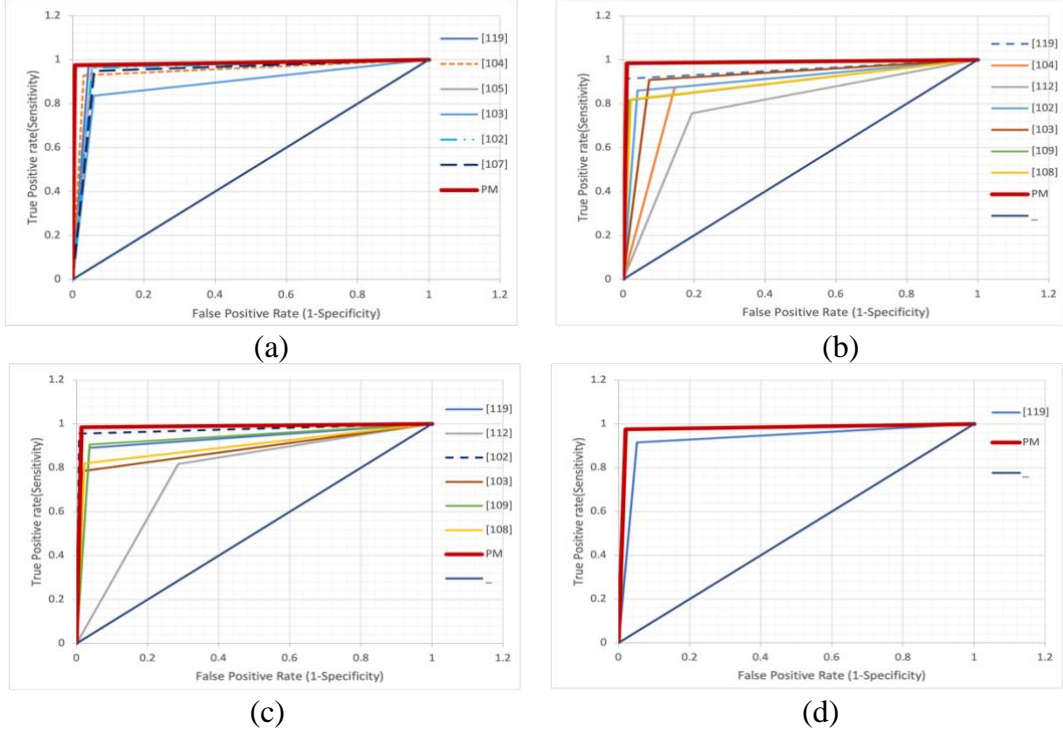 1.2
1
0.8
0.6
0.4
0.2
0
True Positive rate(Sensitivity)
0 0.2 0.4 0.6 0.8 1 1.2
False Positive Rate (1-Specificity)
[119]
[104]
[105]
[103]
[102]
[107]
PM
(a)
1.2
1
0.8
0.6
0.4
0.2
0
True Positive rate(Sensitivity)
0 0.2 0.4 0.6 0.8 1 1.2
False Positive Rate (1-Specificity)
[119]
[104]
[112]
[102]
[103]
[109]
[108]
PM
_
(b)
1.2
1
0.8
0.6
0.4
0.2
0
True Positive rate(Sensitivity)
0 0.2 0.4 0.6 0.8 1 1.2
False Positive Rate (1-Specificity)
[119]
[112]
[102]
[103]
[109]
[108]
PM
_
(c)
1.2
1
0.8
0.6
0.4
0.2
0
True Positive rate(Sensitivity)
0 0.2 0.4 0.6 0.8 1 1.2
False Positive Rate (1-Specificity)
[119]
PM
_
(d)